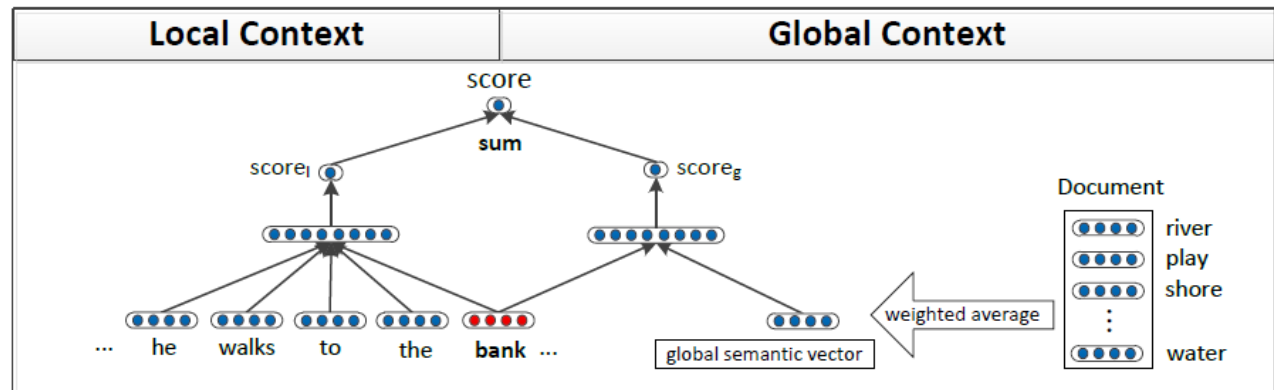 Local Context
Global Context
score
sum
scoreₗ
score_g
Document
river
play
shore
⋮
water
weighted average
... he walks to the bank ...
global semantic vector